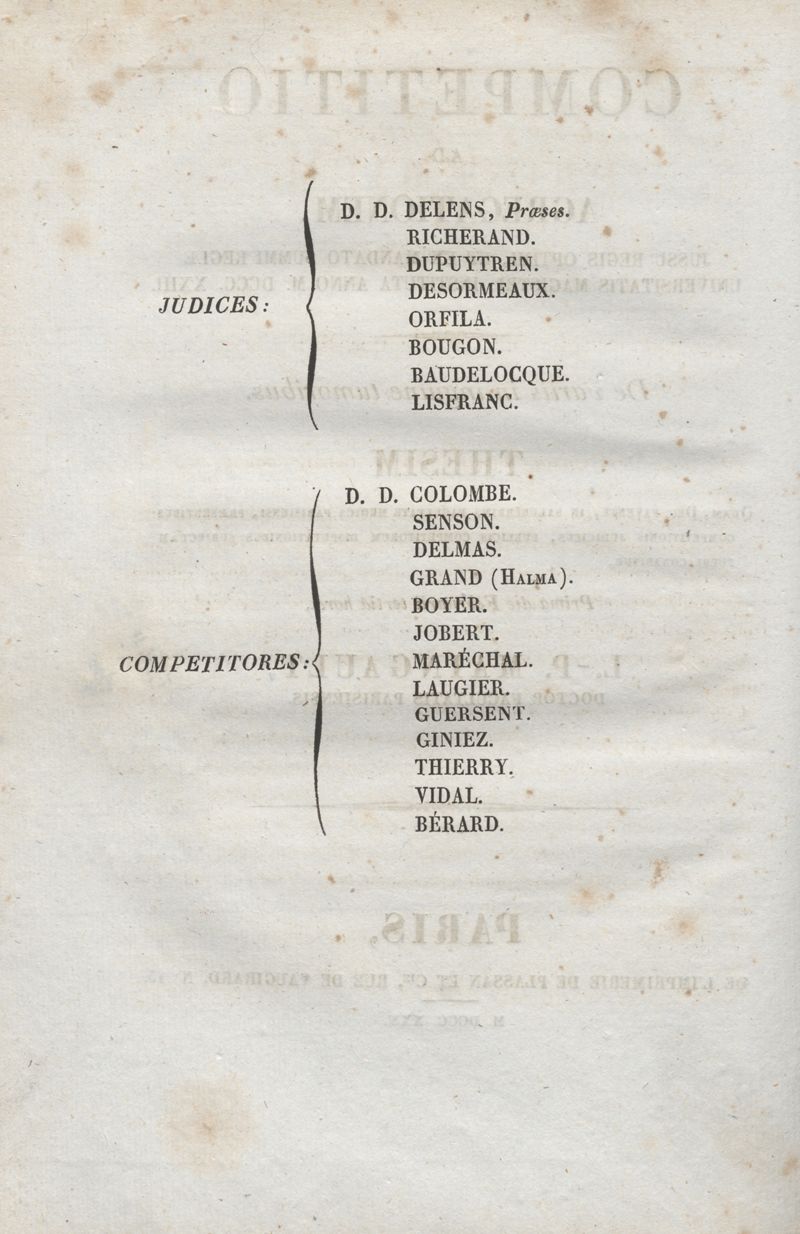 JUDICES:
D. D. DELENS, Præses.
RICHERAND.
DUPUYTREN.
DESORMEAUX.
ORFILA.
BOUGON.
BAUDELOCQUE.
LISFRANC.
COMPETITORES:
D. D. COLOMBE.
SENSON.
DELMAS.
GRAND (HALMA).
BOYER.
JOBERT.
MARÉCHAL.
LAUGIER.
GUERSENT.
GINIEZ.
THIERRY.
VIDAL.
BÉRARD.